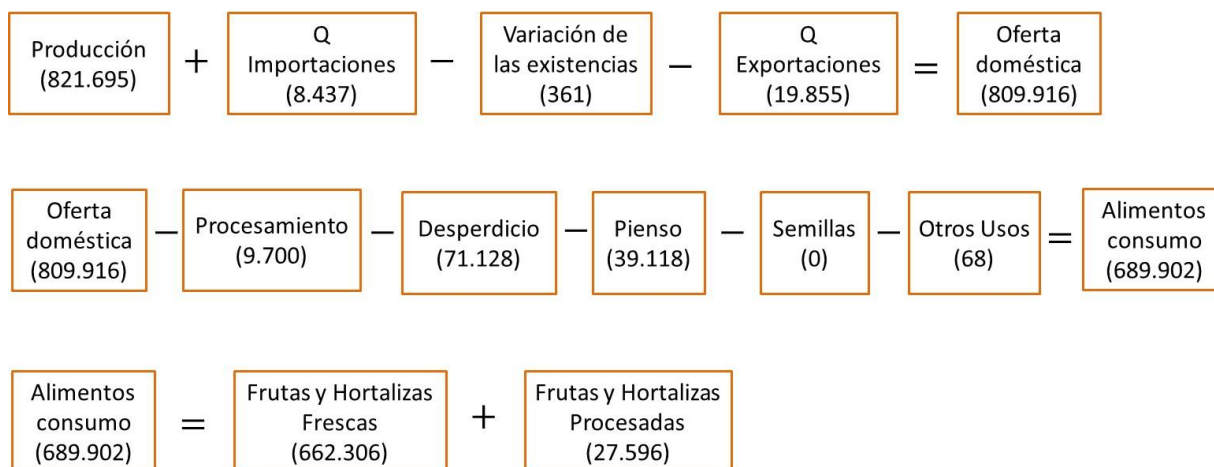 Producción
(821.695)
+
Q
Importaciones
(8.437)
−
Variación de
las existencias
(361)
−
Q
Exportaciones
(19.855)
=
Oferta
doméstica
(809.916)
Oferta
doméstica
(809.916)
−
Procesamiento
(9.700)
−
Desperdicio
(71.128)
−
Pienso
(39.118)
−
Semillas
(0)
−
Otros Usos
(68)
=
Alimentos
consumo
(689.902)
Alimentos
consumo
(689.902)
=
Frutas y Hortalizas
Frescas
(662.306)
+
Frutas y Hortalizas
Procesadas
(27.596)